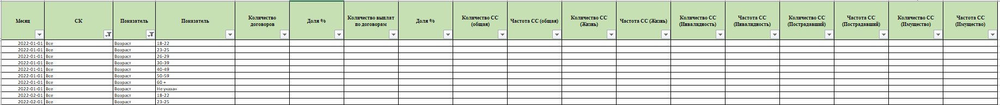 Месяц СК Показатель Показатель Количество договоров Доля % Количество выплат по договорам Доля % Количество СС (общая) Частота СС (общая) Количество СС (Жизнь) Частота СС (Жизнь) Количество СС (Инвалидность) Частота СС (Инвалидность) Количество СС (Пострадавший) Частота СС (Пострадавший) Количество СС (Имущество) Частота СС (Имущество)
2022-01-01 Все Возраст 18-22
2022-01-01 Все Возраст 23-25
2022-01-01 Все Возраст 26-29
2022-01-01 Все Возраст 30-39
2022-01-01 Все Возраст 40-49
2022-01-01 Все Возраст 50-59
2022-01-01 Все Возраст 60 +
2022-01-01 Все Возраст Не указан
2022-02-01 Все Возраст 18-22
2022-02-01 Все Возраст 23-25